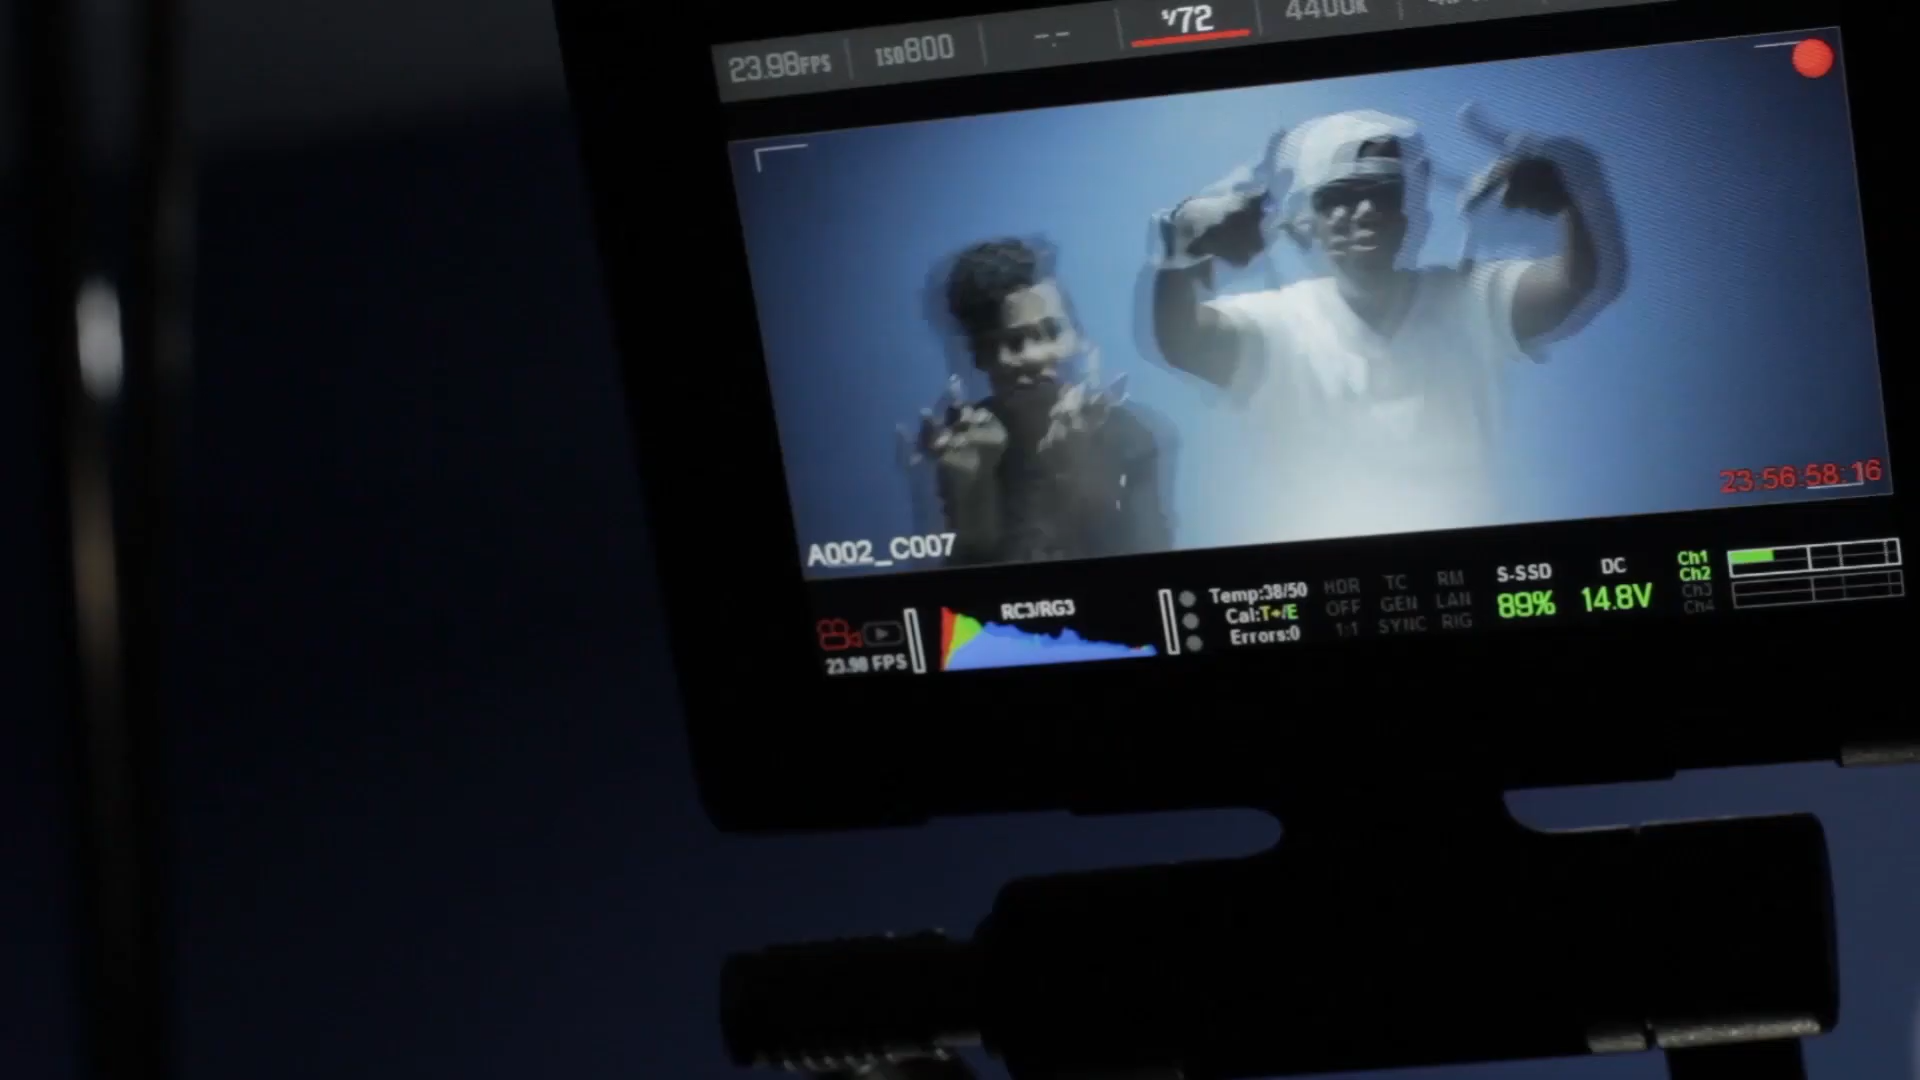 23.98FPS ISO800 -.- 1/72 4400K
23:56:58:16
A002_C007
23.98 FPS
RC3/RG3
Temp:38/50
Cal:T+/E
Errors:0
HDR TC RM
OFF GEN LAN
1:1 SYNC RIG
S-SSD
89%
DC
14.8V
Ch1
Ch2
Ch3
Ch4